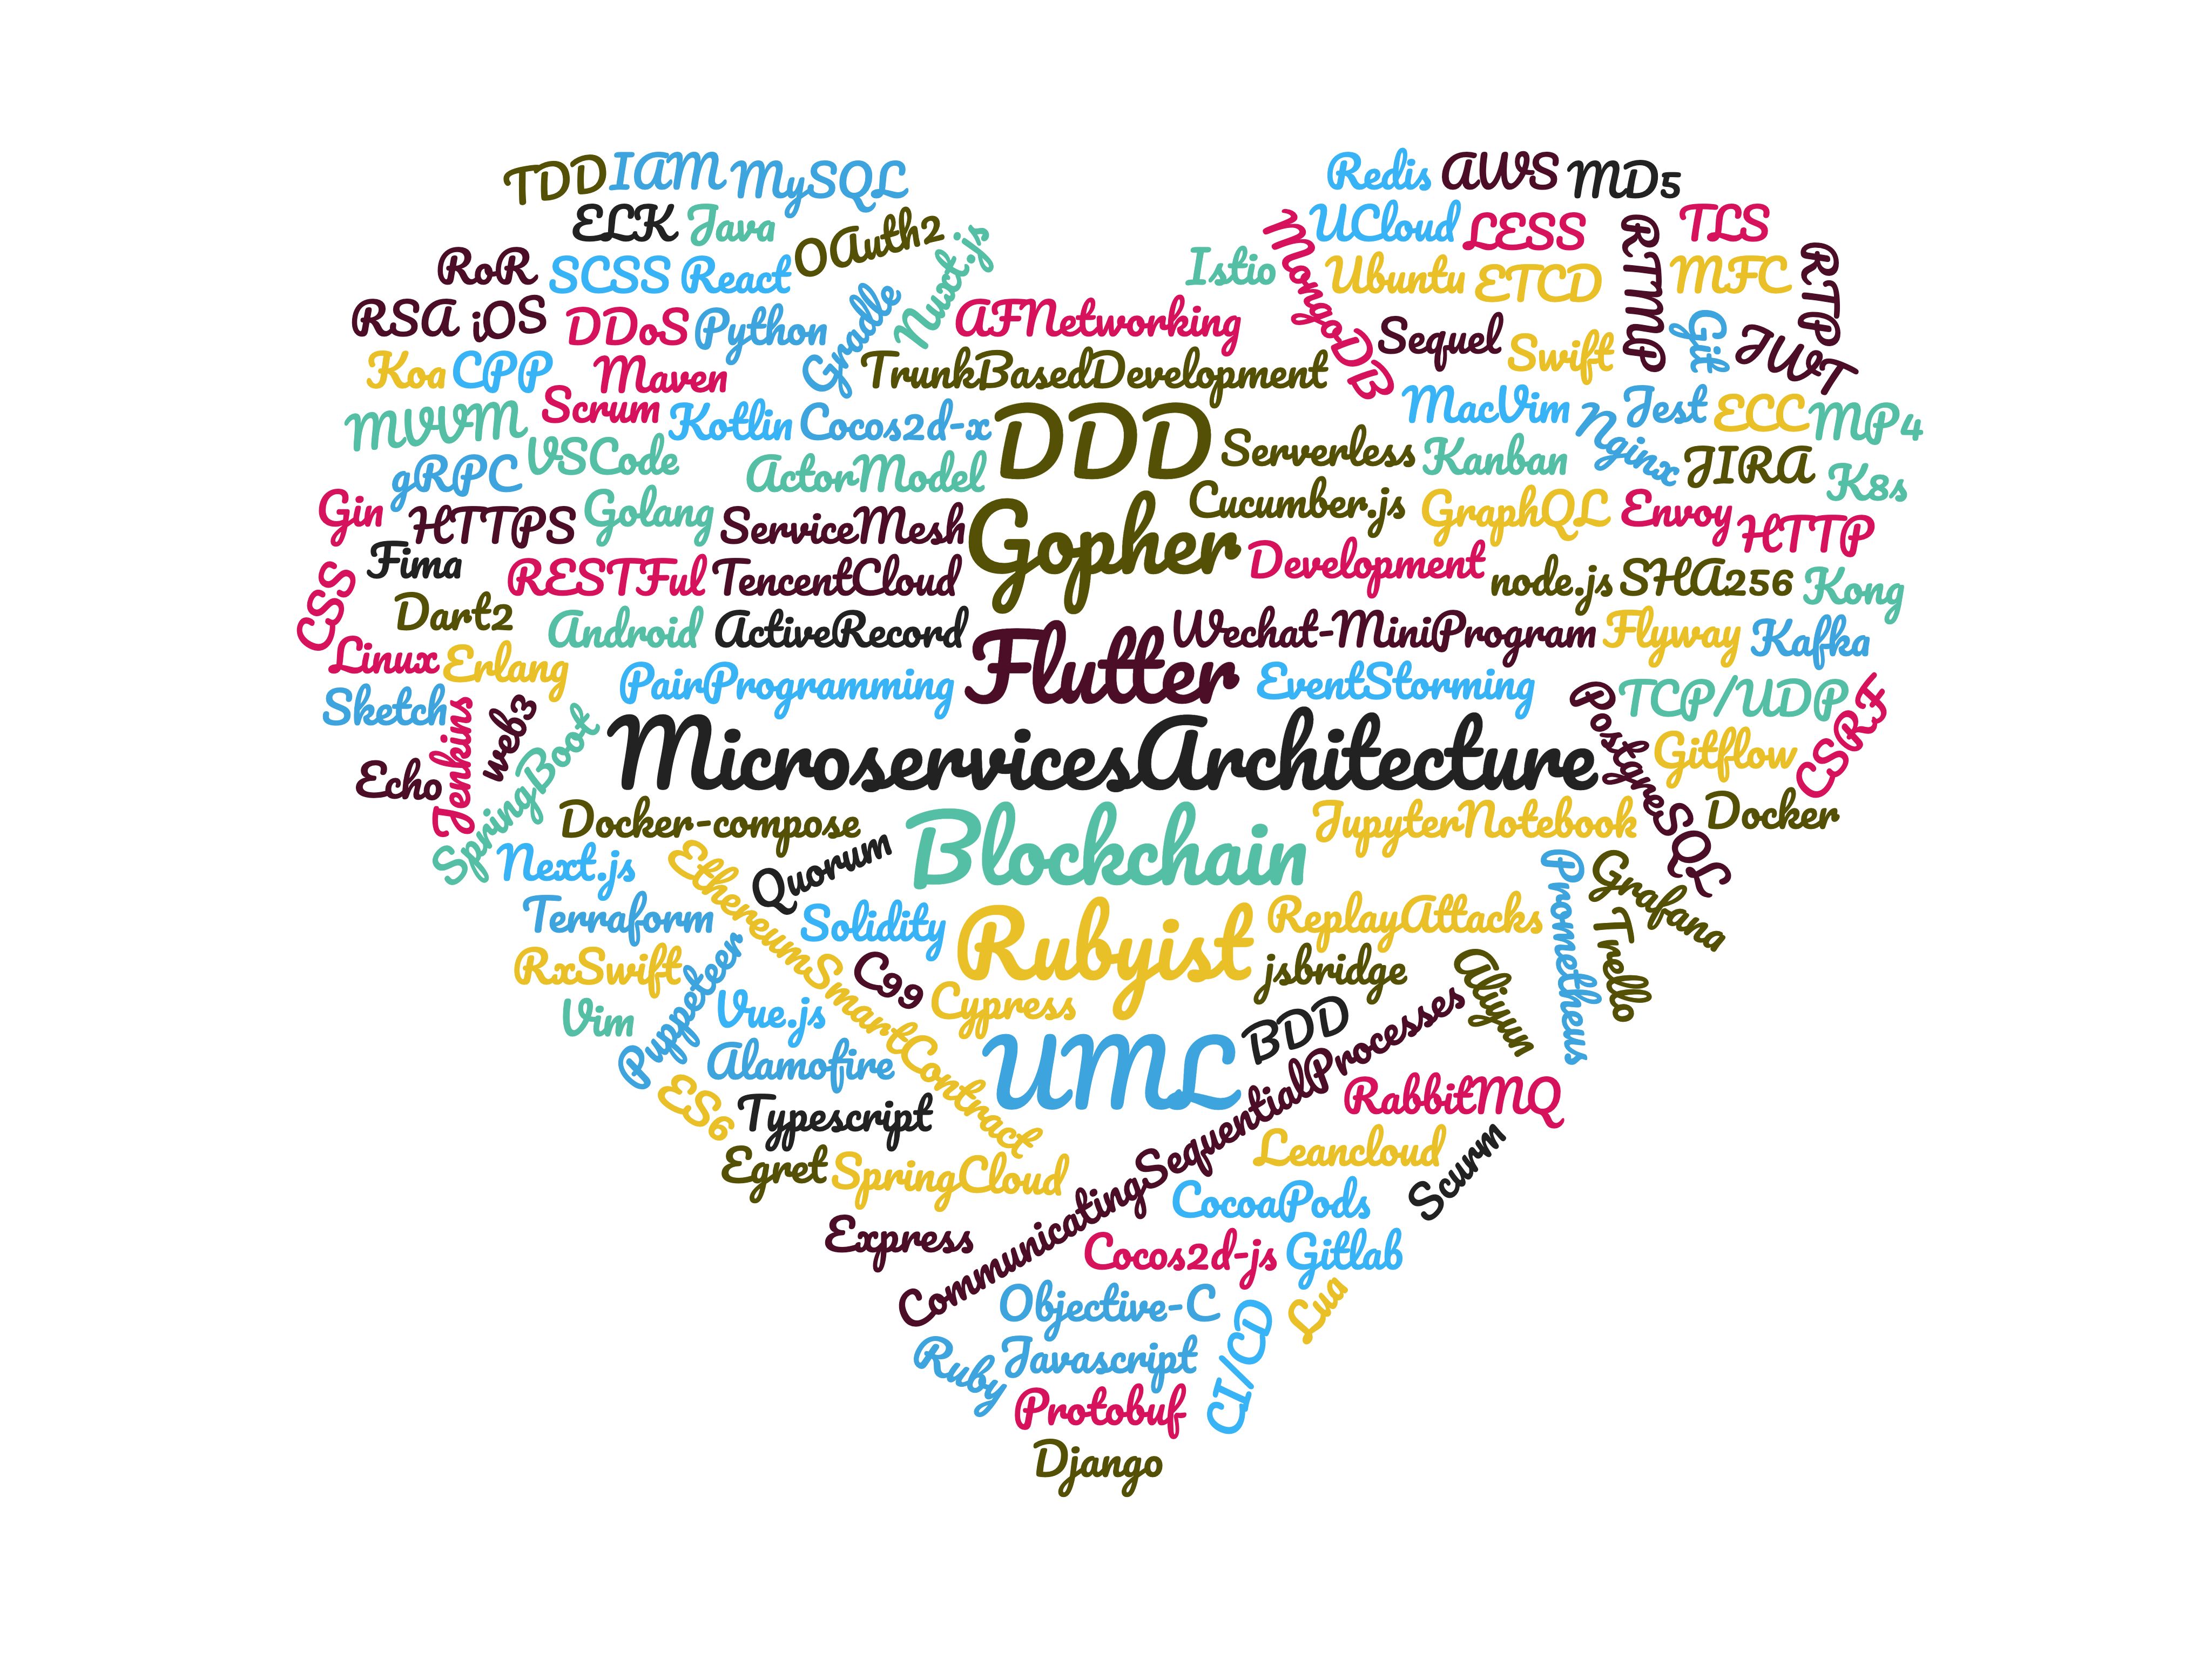 TDD IAM MySQL
Redis AWS MD5
ELK Java OAuth2 Nuxt.js
Istio MongoDB UCloud LESS RTMP TLS
RoR SCSS React
Ubuntu ETCD MFC RTP
RSA iOS DDoS Python Gradle AFNetworking
Sequel Swift Git JWT
Koa CPP Maven TrunkBasedDevelopment
MVVM Scrum Kotlin Cocos2d-x DDD
MacVim Nginx Jest ECC MP4
gRPC VSCode ActorModel Serverless Kanban JIRA K8s
Gin HTTPS Golang ServiceMesh Gopher Cucumber.js GraphQL Envoy HTTP
CSS Fima RESTFul TencentCloud Development node.js SHA256 Kong
Dart2 Android ActiveRecord Flutter Wechat-MiniProgram Flyway Kafka
Linux Erlang PairProgramming EventStorming PostgreSQL TCP/UDP CSRF
Sketch Jenkins web3 SpringBoot MicroservicesArchitecture Gitflow
Echo
Docker-compose Blockchain JupyterNotebook Docker
Next.js EthereumSmartContract Quorum Prometheus Grafana
Terraform Puppeteer Solidity Rubyist ReplayAttacks Trello
RxSwift C99 jsbridge Aliyun
Vim Vue.js Cypress BDD
Alamofire UML CommunicatingSequentialProcesses
ES6 Typescript RabbitMQ
Egret SpringCloud Leancloud Scurm
CocoaPods
Express Cocos2d-js Gitlab
Objective-C CI/CD Lua
Ruby Javascript
Protobuf
Django